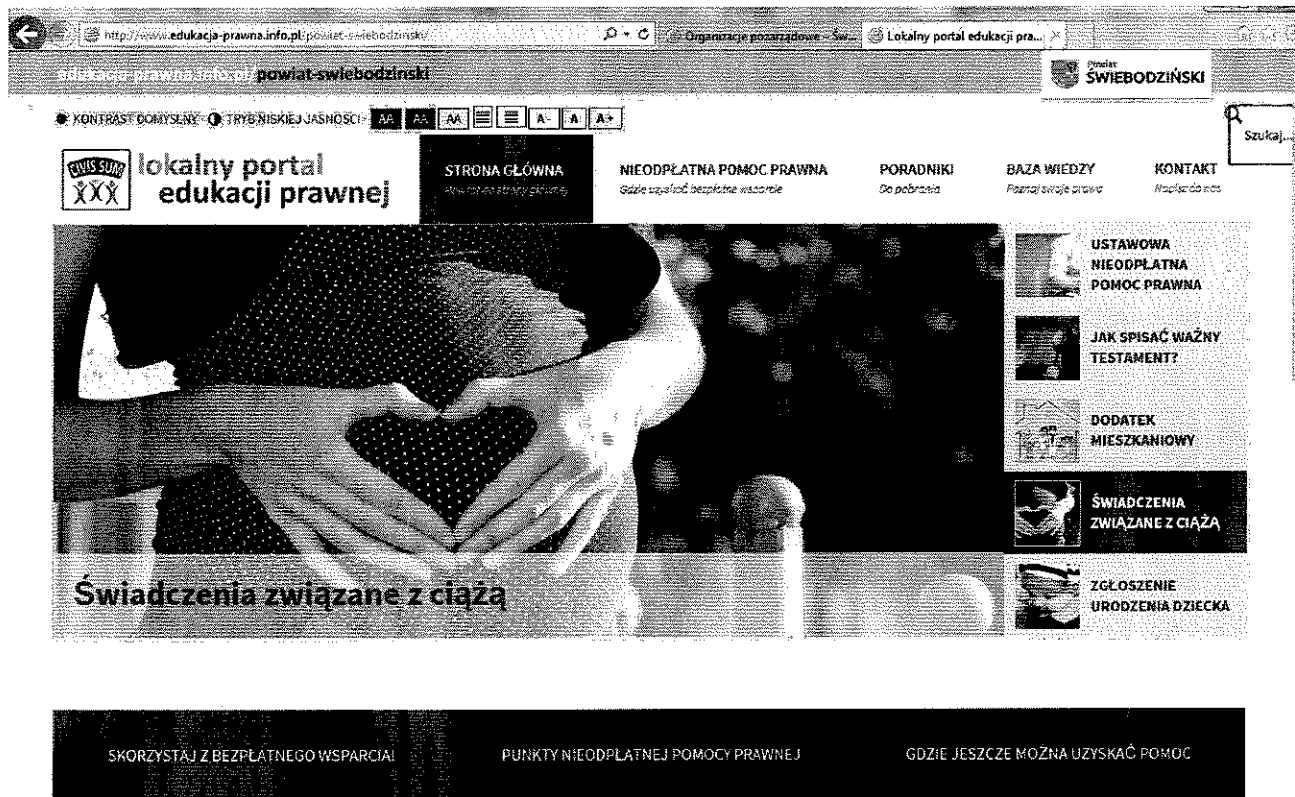 http://www.edukacja-prawna.info.pl/powiat-swiebodzinski/
Organizacje pozarządowe - Św...
Lokalny portal edukacji pra...
edukacja-prawna.info.pl/powiat-swiebodzinski
Powiat
ŚWIEBODZIŃSKI
KONTRAST DOMYŚLNY
TRYB NISKIEJ JASNOŚCI
AA AA AA A- A A+
Szukaj...
CIVIS SUM
lokalny portal
edukacji prawnej
STRONA GŁÓWNA
Powrót do strony głównej
NIEODPŁATNA POMOC PRAWNA
Gdzie uzyskać bezpłatne wsparcie
PORADNIKI
Do pobrania
BAZA WIEDZY
Poznaj swoje prawa
KONTAKT
Napisz do nas
USTAWOWA
NIEODPŁATNA
POMOC PRAWNA
JAK SPISAĆ WAŻNY
TESTAMENT?
DODATEK
MIESZKANIOWY
ŚWIADCZENIA
ZWIĄZANE Z CIĄŻĄ
ZGŁOSZENIE
URODZENIA DZIECKA
Świadczenia związane z ciążą
SKORZYSTAJ Z BEZPŁATNEGO WSPARCIA!
PUNKTY NIEODPŁATNEJ POMOCY PRAWNEJ
GDZIE JESZCZE MOŻNA UZYSKAĆ POMOC